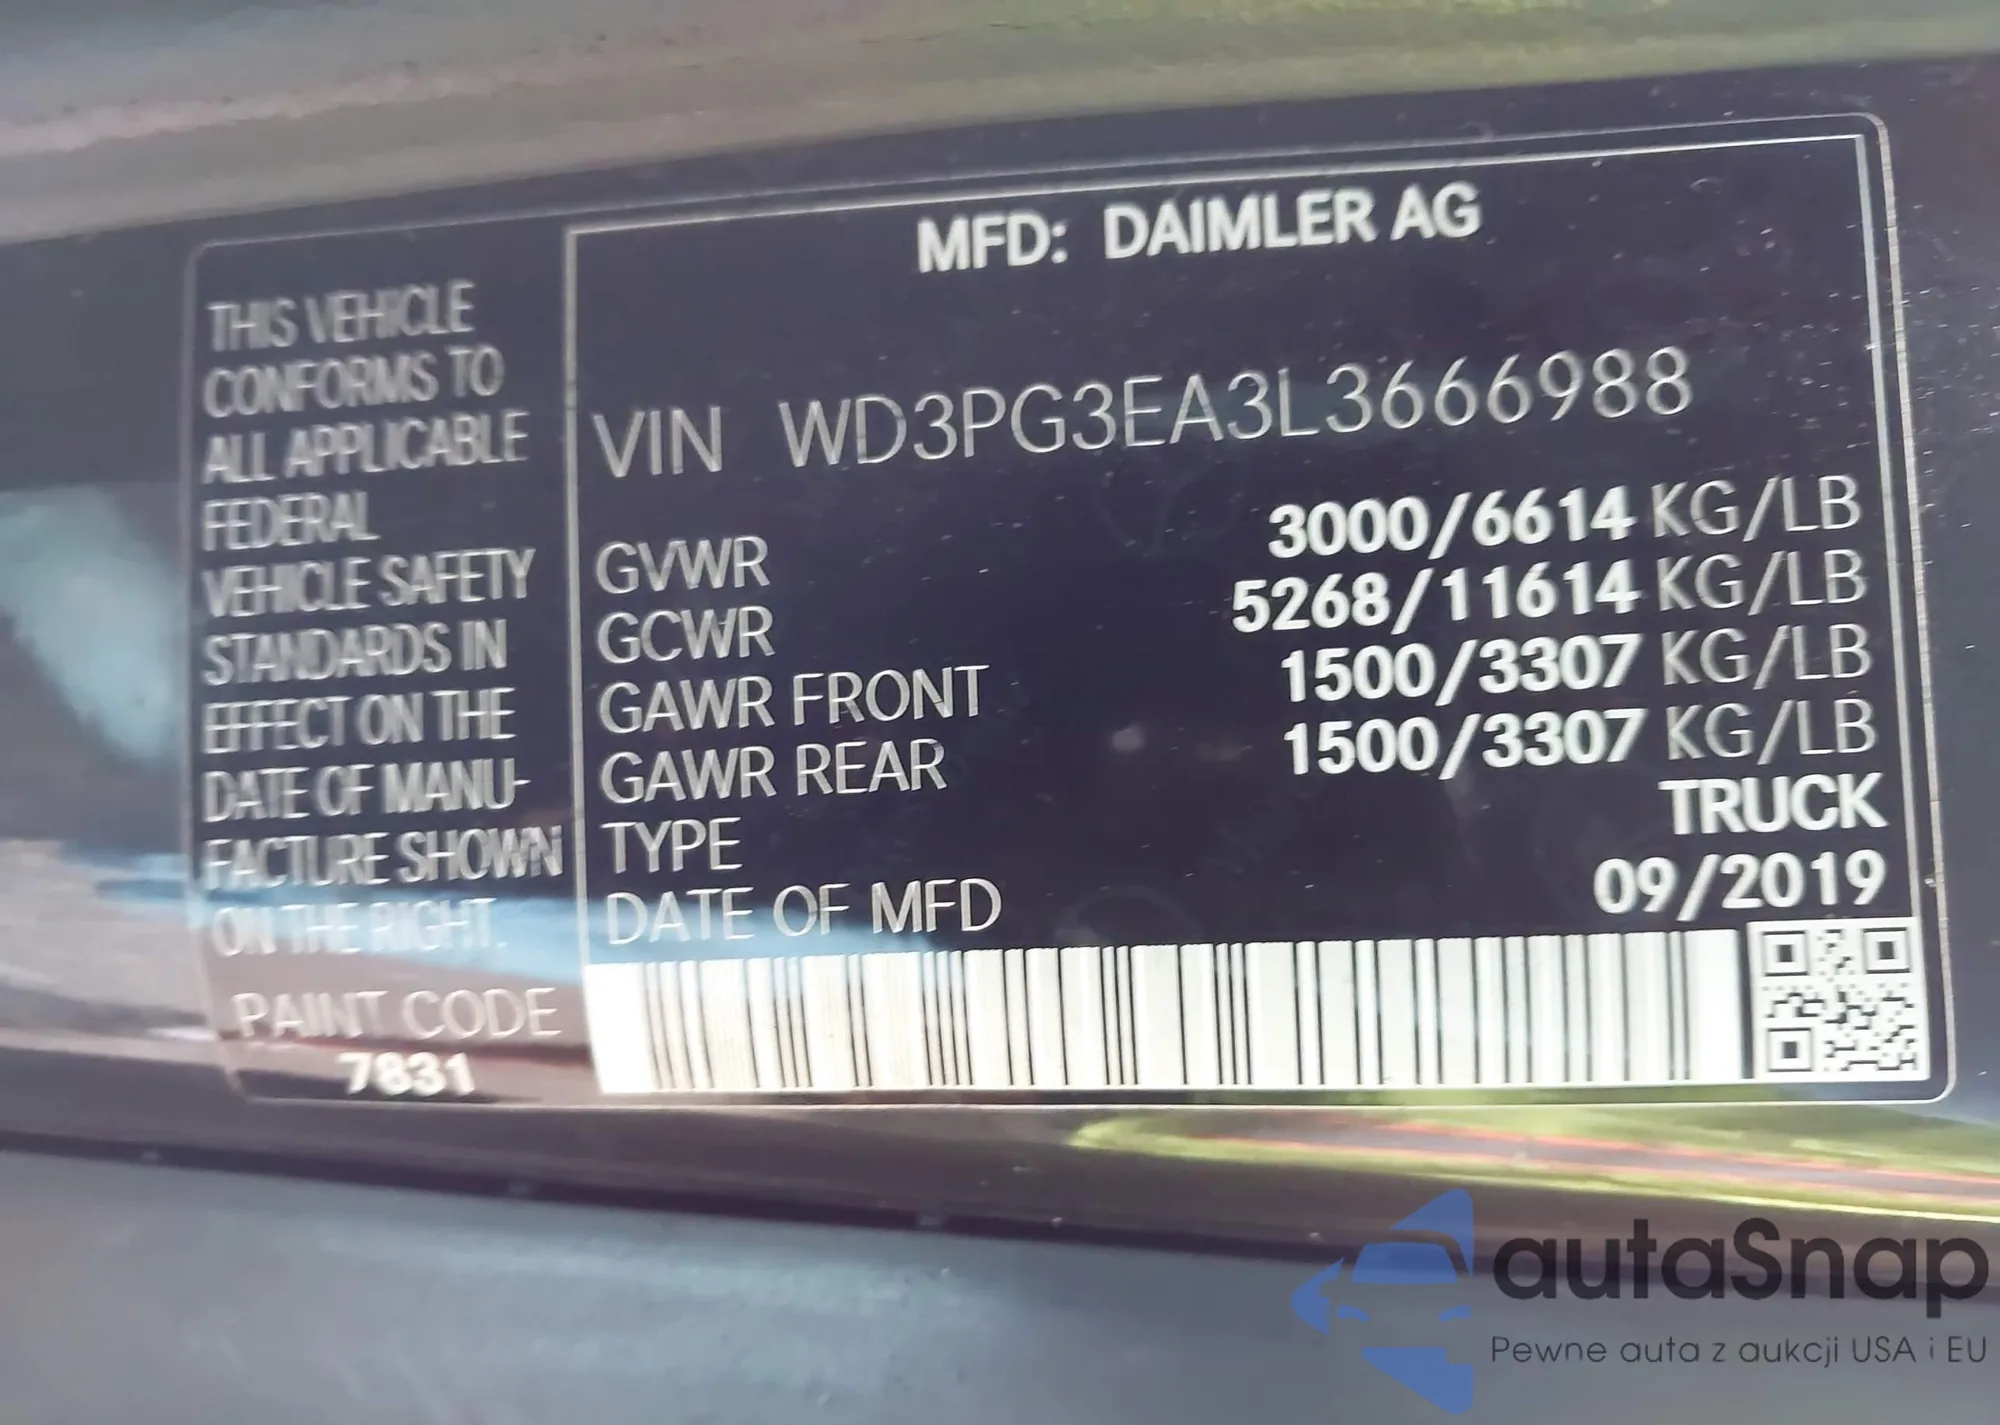 THIS VEHICLE
CONFORMS TO
ALL APPLICABLE
FEDERAL
VEHICLE SAFETY
STANDARDS IN
EFFECT ON THE
DATE OF MANU-
FACTURE SHOWN
ON THE RIGHT.
PAINT CODE
7831
MFD: DAIMLER AG
VIN WD3PG3EA3L3666988
GVWR 3000/6614 KG/LB
GCWR 5268/11614 KG/LB
GAWR FRONT 1500/3307 KG/LB
GAWR REAR 1500/3307 KG/LB
TYPE TRUCK
DATE OF MFD 09/2019
autaSnap
Pewne auta z aukcji USA i EU